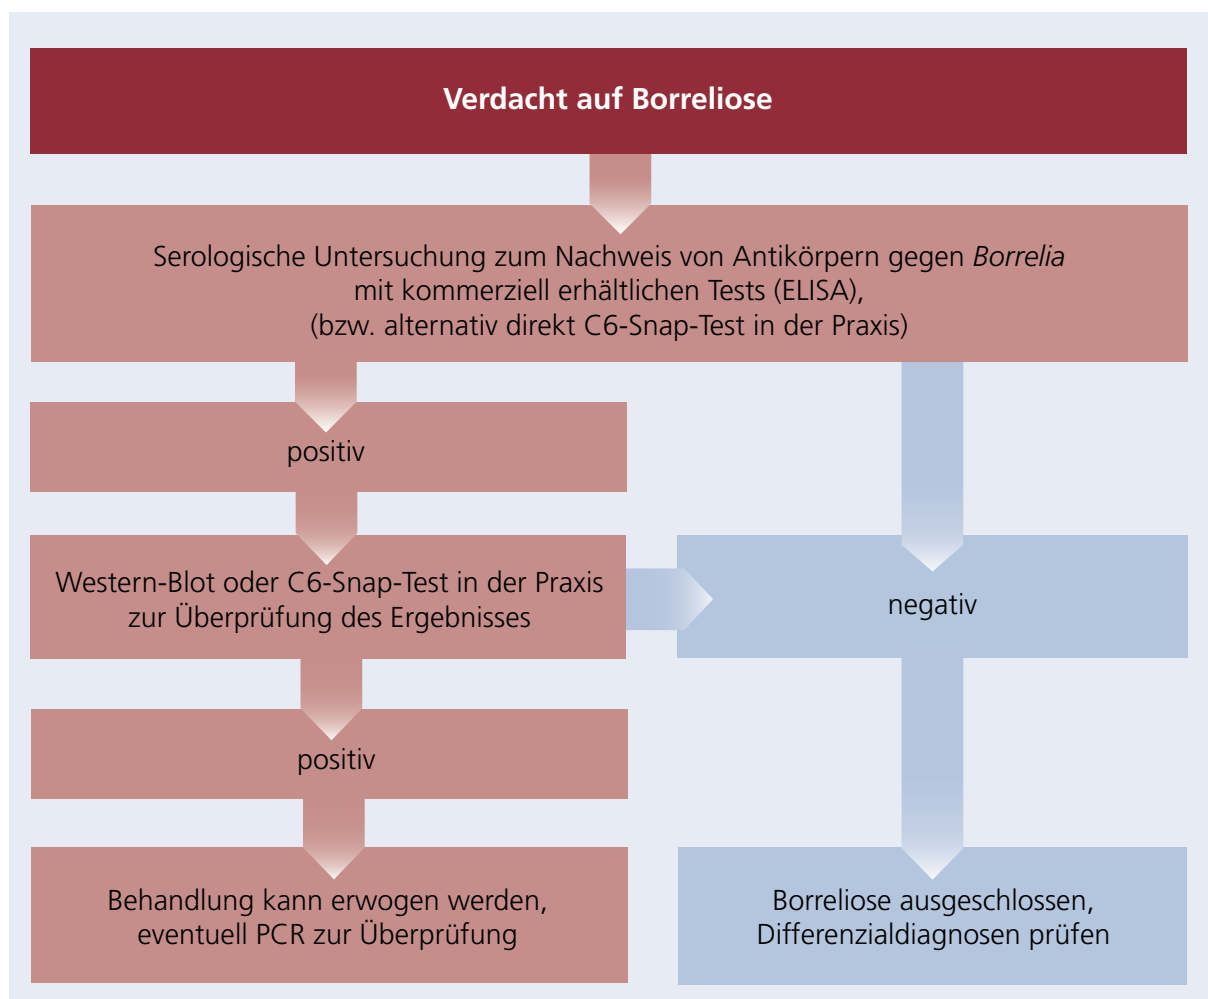 Verdacht auf Borreliose
Serologische Untersuchung zum Nachweis von Antikörpern gegen Borrelia
mit kommerziell erhältlichen Tests (ELISA),
(bzw. alternativ direkt C6-Snap-Test in der Praxis)
positiv
Western-Blot oder C6-Snap-Test in der Praxis
zur Überprüfung des Ergebnisses
negativ
positiv
Behandlung kann erwogen werden,
eventuell PCR zur Überprüfung
Borreliose ausgeschlossen,
Differenzialdiagnosen prüfen